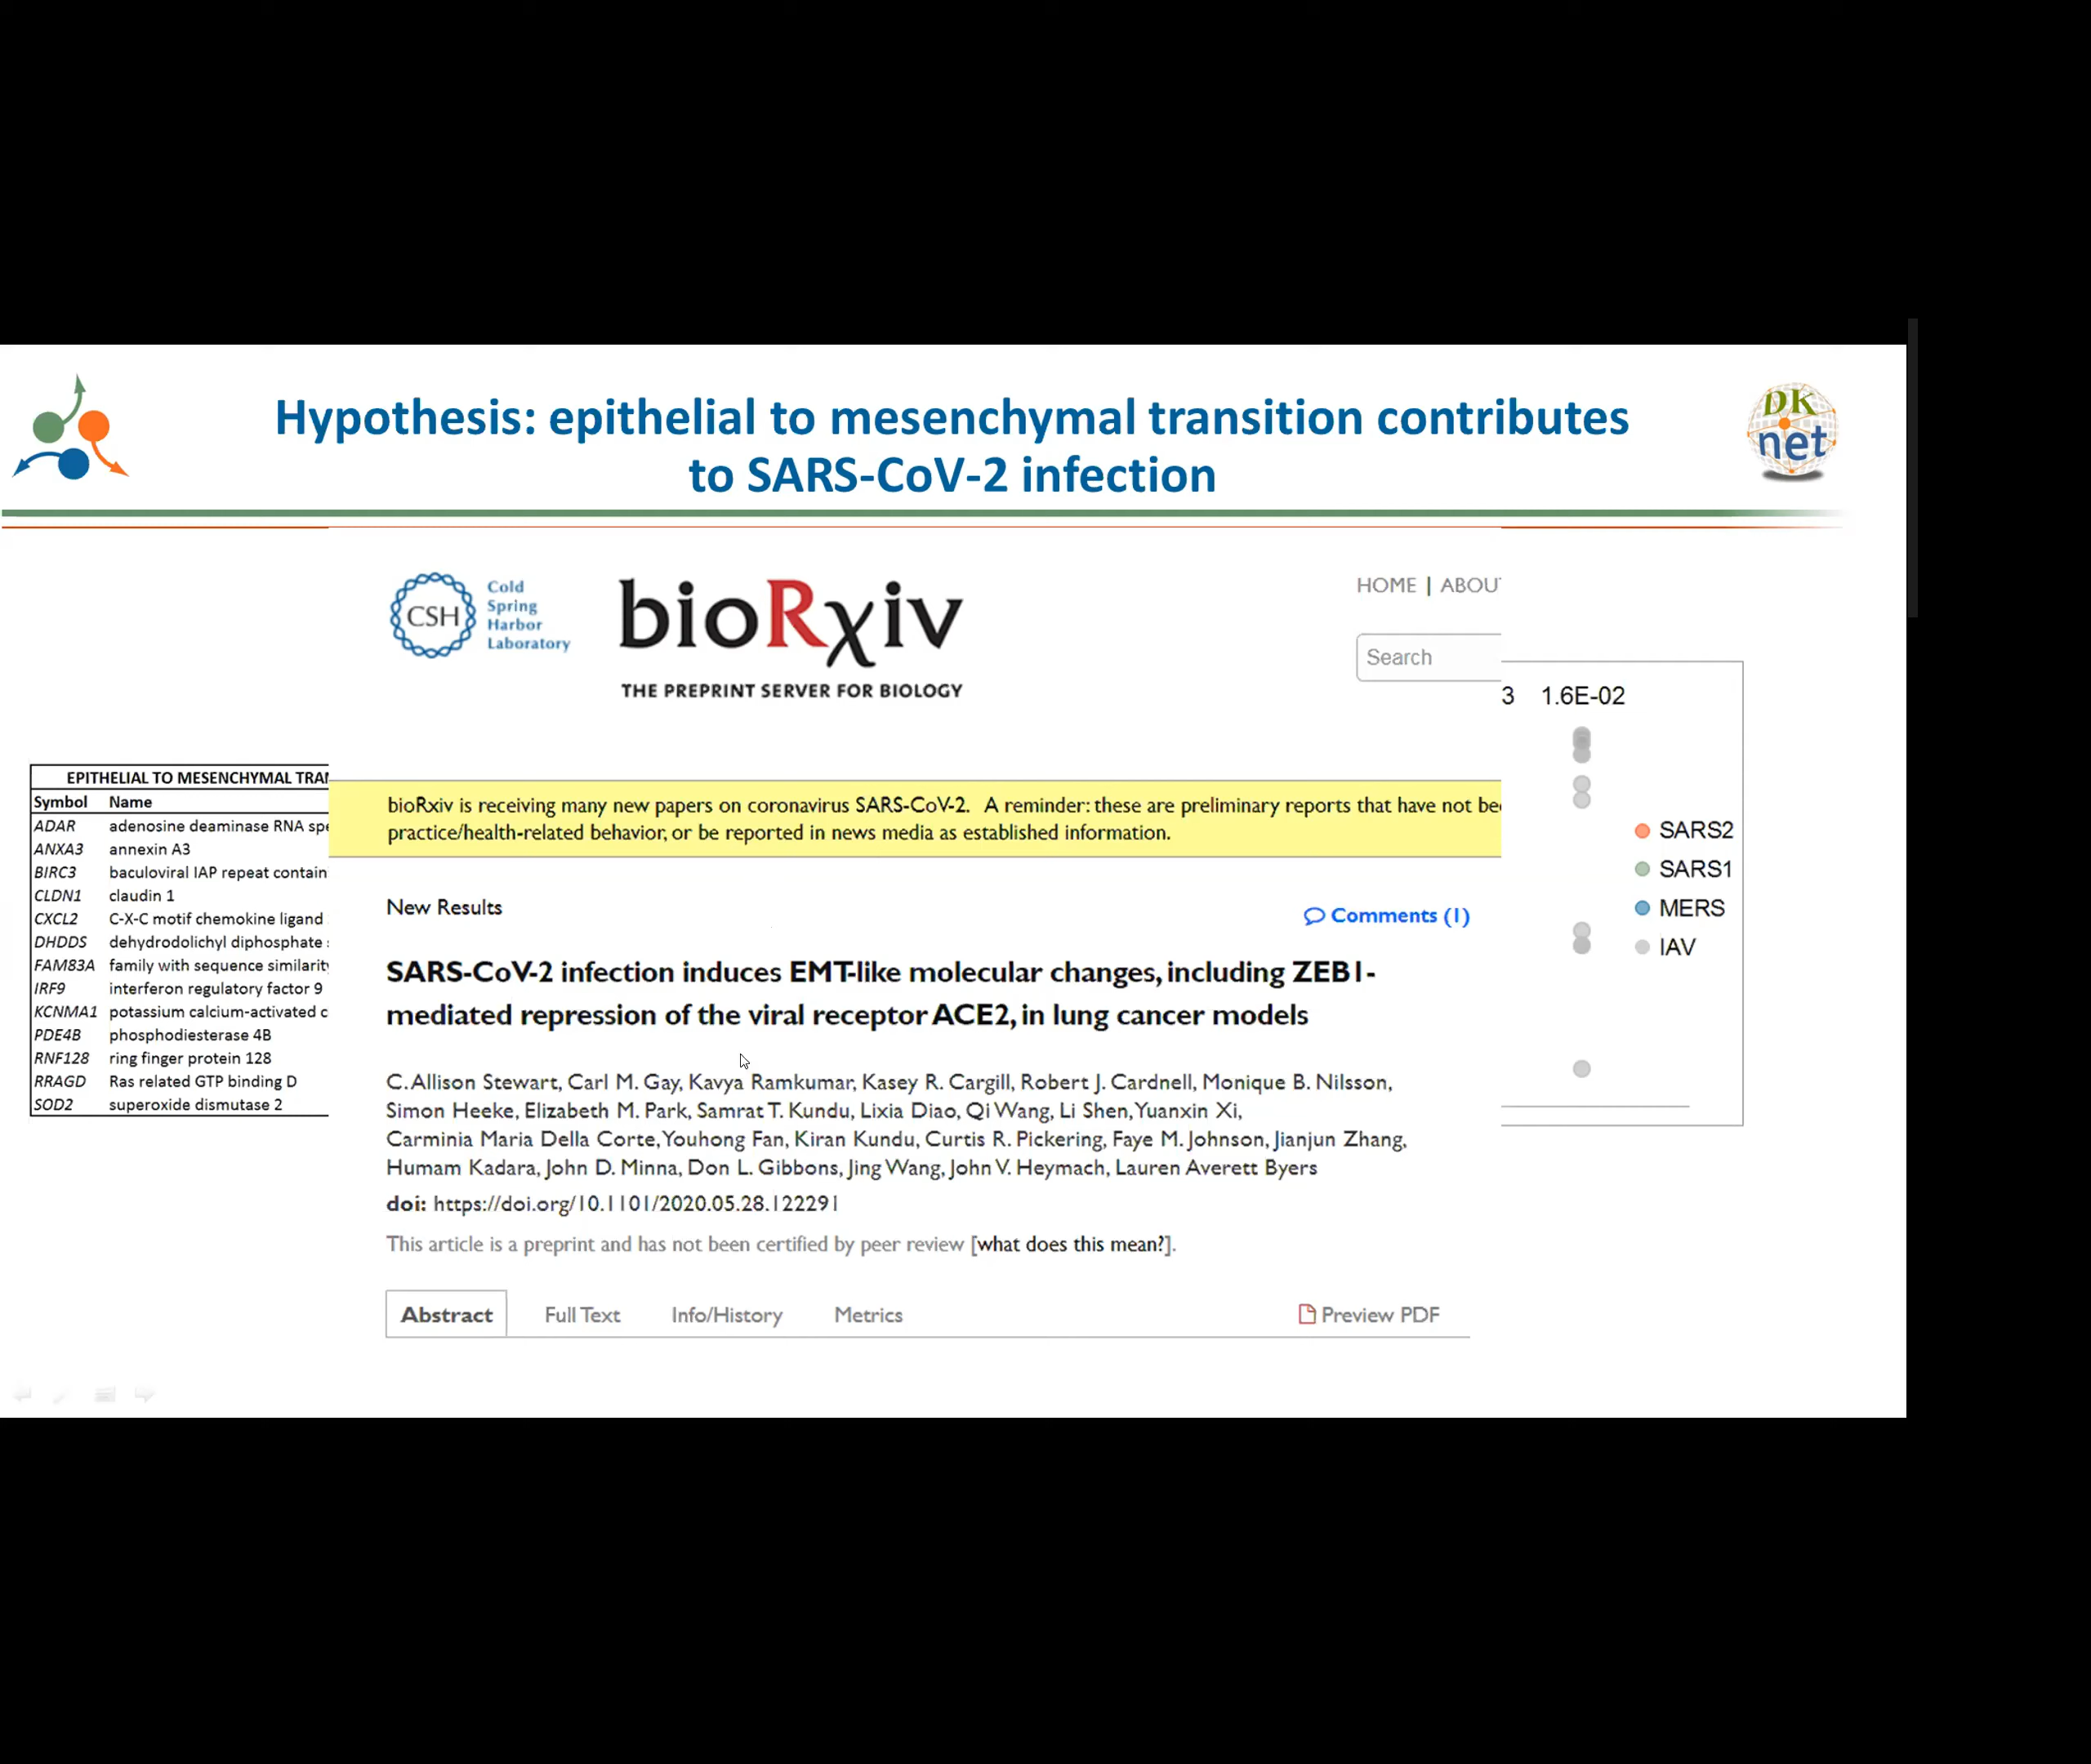 Hypothesis: epithelial to mesenchymal transition contributes
to SARS-CoV-2 infection
DK
net
CSH
Cold
Spring
Harbor
Laboratory
bioRxiv
THE PREPRINT SERVER FOR BIOLOGY
HOME | ABOU
Search
3 1.6E-02
SARS2
SARS1
MERS
IAV
EPITHELIAL TO MESENCHYMAL TRAN
Symbol Name
ADAR adenosine deaminase RNA spe
ANXA3 annexin A3
BIRC3 baculoviral IAP repeat contain
CLDN1 claudin 1
CXCL2 C-X-C motif chemokine ligand
DHDDS dehydrodolichyl diphosphate
FAM83A family with sequence similarity
IRF9 interferon regulatory factor 9
KCNMA1 potassium calcium-activated c
PDE4B phosphodiesterase 4B
RNF128 ring finger protein 128
RRAGD Ras related GTP binding D
SOD2 superoxide dismutase 2
bioRxiv is receiving many new papers on coronavirus SARS-CoV-2. A reminder: these are preliminary reports that have not be
practice/health-related behavior, or be reported in news media as established information.
New Results
Comments (1)
SARS-CoV-2 infection induces EMT-like molecular changes, including ZEB1-
mediated repression of the viral receptor ACE2, in lung cancer models
C. Allison Stewart, Carl M. Gay, Kavya Ramkumar, Kasey R. Cargill, Robert J. Cardnell, Monique B. Nilsson,
Simon Heeke, Elizabeth M. Park, Samrat T. Kundu, Lixia Diao, Qi Wang, Li Shen, Yuanxin Xi,
Carminia Maria Della Corte, Youhong Fan, Kiran Kundu, Curtis R. Pickering, Faye M. Johnson, Jianjun Zhang,
Humam Kadara, John D. Minna, Don L. Gibbons, Jing Wang, John V. Heymach, Lauren Averett Byers
doi: https://doi.org/10.1101/2020.05.28.122291
This article is a preprint and has not been certified by peer review [what does this mean?].
Abstract Full Text Info/History Metrics Preview PDF